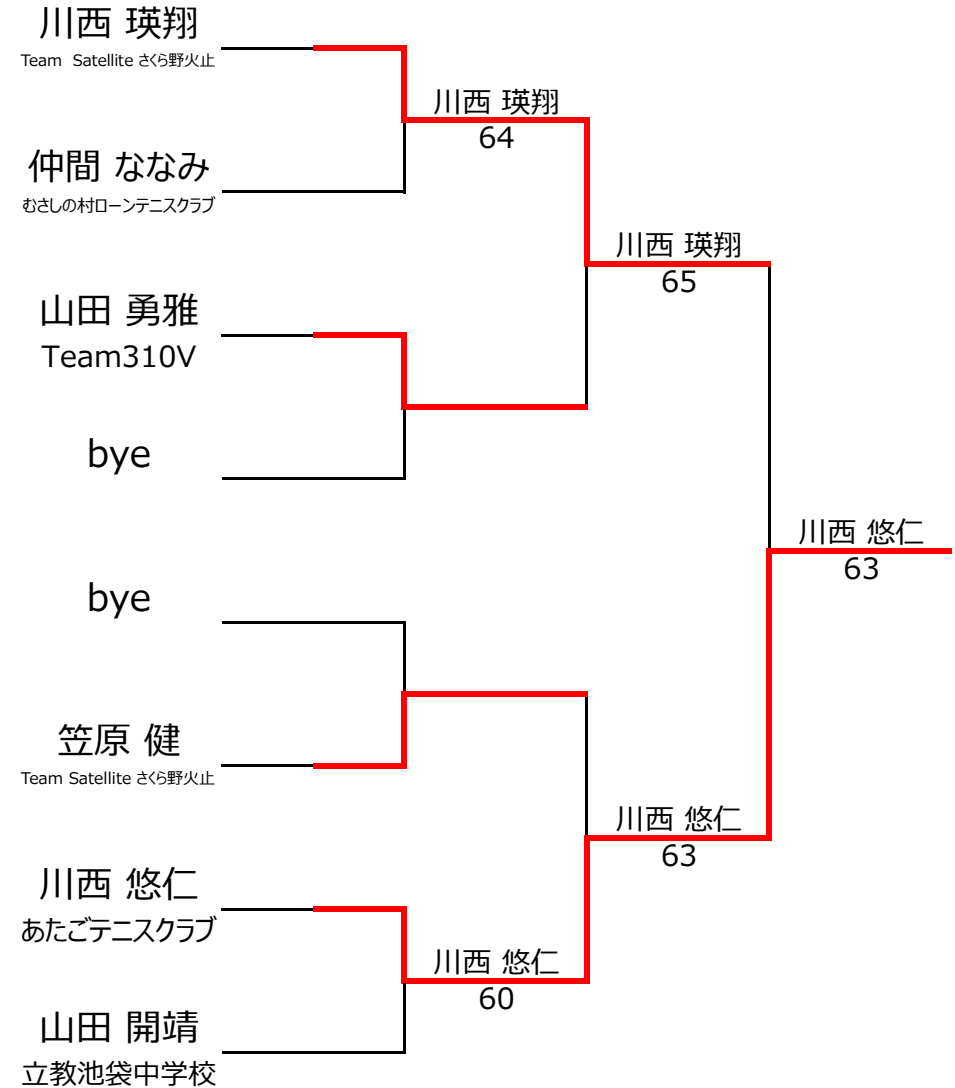 川西 瑛翔
Team Satellite さくら野火止
川西 瑛翔
64
仲間 ななみ
むさしの村ローンテニスクラブ
川西 瑛翔
65
山田 勇雅
Team310V
bye
川西 悠仁
63
bye
笠原 健
Team Satellite さくら野火止
川西 悠仁
63
川西 悠仁
あたごテニスクラブ
川西 悠仁
60
山田 開靖
立教池袋中学校